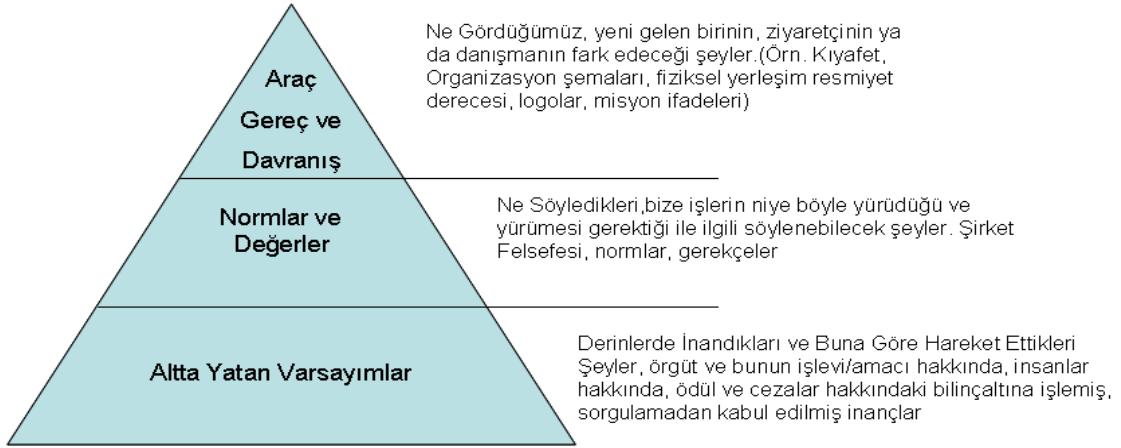 Araç
Gereç ve
Davranış
Ne Gördüğümüz, yeni gelen birinin, ziyaretçinin ya
da danışmanın fark edeceği şeyler.(Örn. Kıyafet,
Organizasyon şemaları, fiziksel yerleşim resmiyet
derecesi, logolar, misyon ifadeleri)
Normlar ve
Değerler
Ne Söyledikleri,bize işlerin niye böyle yürüdüğü ve
yürümesi gerektiği ile ilgili söylenebilecek şeyler. Şirket
Felsefesi, normlar, gerekçeler
Altta Yatan Varsayımlar
Derinlerde İnandıkları ve Buna Göre Hareket Ettikleri
Şeyler, örgüt ve bunun işlevi/amacı hakkında, insanlar
hakkında, ödül ve cezalar hakkındaki bilinçaltına işlemiş,
sorgulamadan kabul edilmiş inançlar